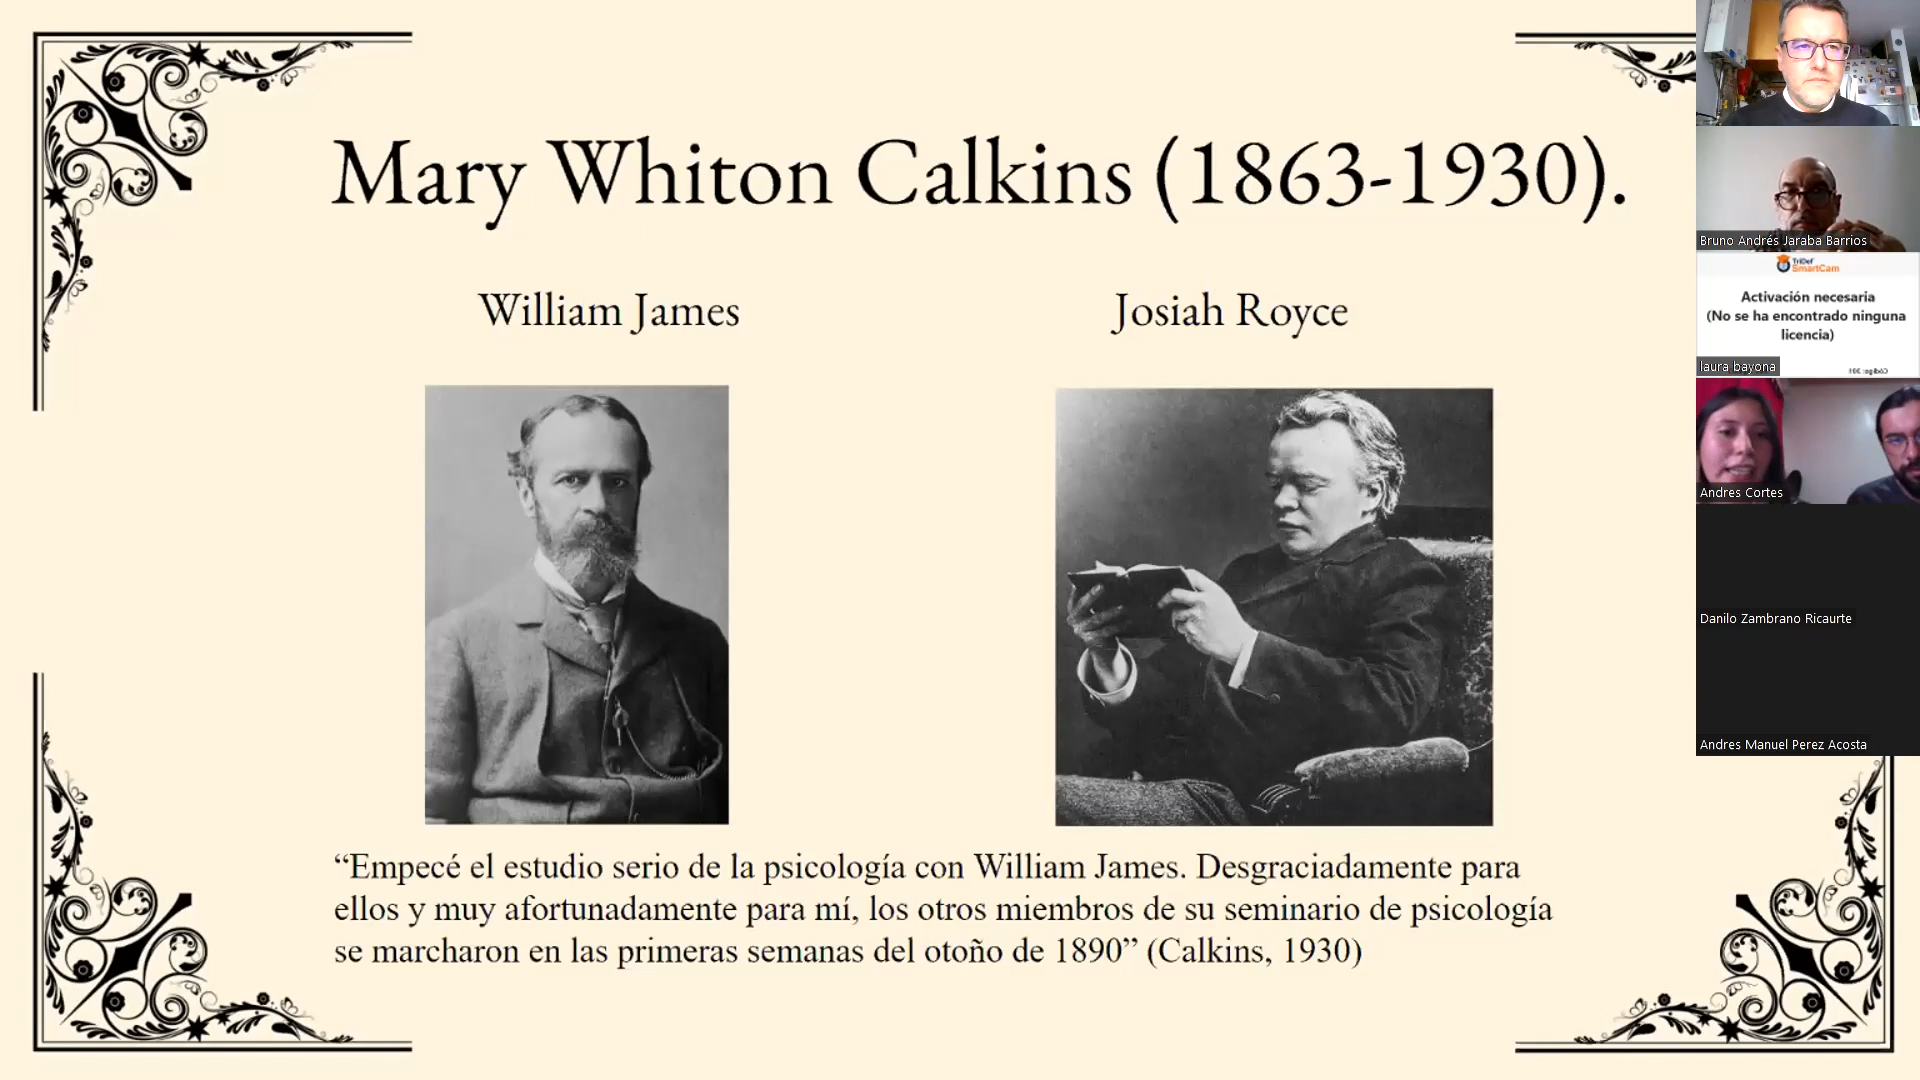 Mary Whiton Calkins (1863-1930).
William James
Josiah Royce
“Empecé el estudio serio de la psicología con William James. Desgraciadamente para
ellos y muy afortunadamente para mí, los otros miembros de su seminario de psicología
se marcharon en las primeras semanas del otoño de 1890” (Calkins, 1930)
Bruno Andrés Jaraba Barrios
TriDef
SmartCam
Activación necesaria
(No se ha encontrado ninguna
licencia)
laura bayona
Andres Cortes
Danilo Zambrano Ricaurte
Andres Manuel Perez Acosta